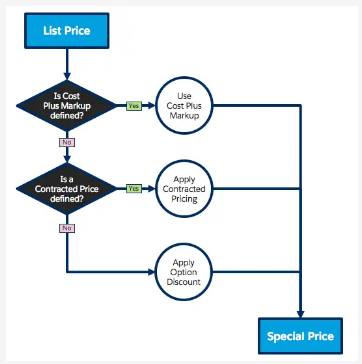 List Price
Is Cost
Plus Markup
defined?
Yes
Use
Cost Plus
Markup
No
Is a
Contracted Price
defined?
Yes
Apply
Contracted
Pricing
No
Apply
Option
Discount
Special Price